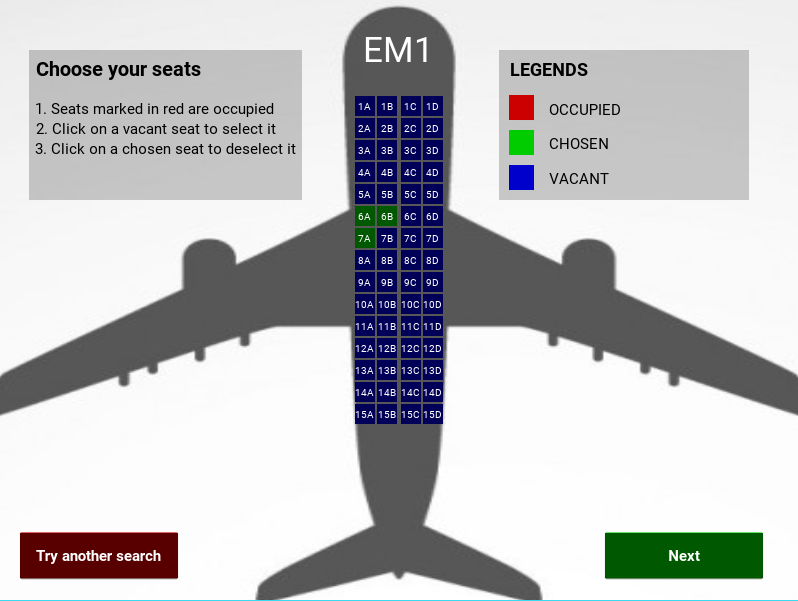 EM1
Choose your seats
1. Seats marked in red are occupied
2. Click on a vacant seat to select it
3. Click on a chosen seat to deselect it
LEGENDS
OCCUPIED
CHOSEN
VACANT
1A 1B 1C 1D
2A 2B 2C 2D
3A 3B 3C 3D
4A 4B 4C 4D
5A 5B 5C 5D
6A 6B 6C 6D
7A 7B 7C 7D
8A 8B 8C 8D
9A 9B 9C 9D
10A 10B 10C 10D
11A 11B 11C 11D
12A 12B 12C 12D
13A 13B 13C 13D
14A 14B 14C 14D
15A 15B 15C 15D
Try another search
Next